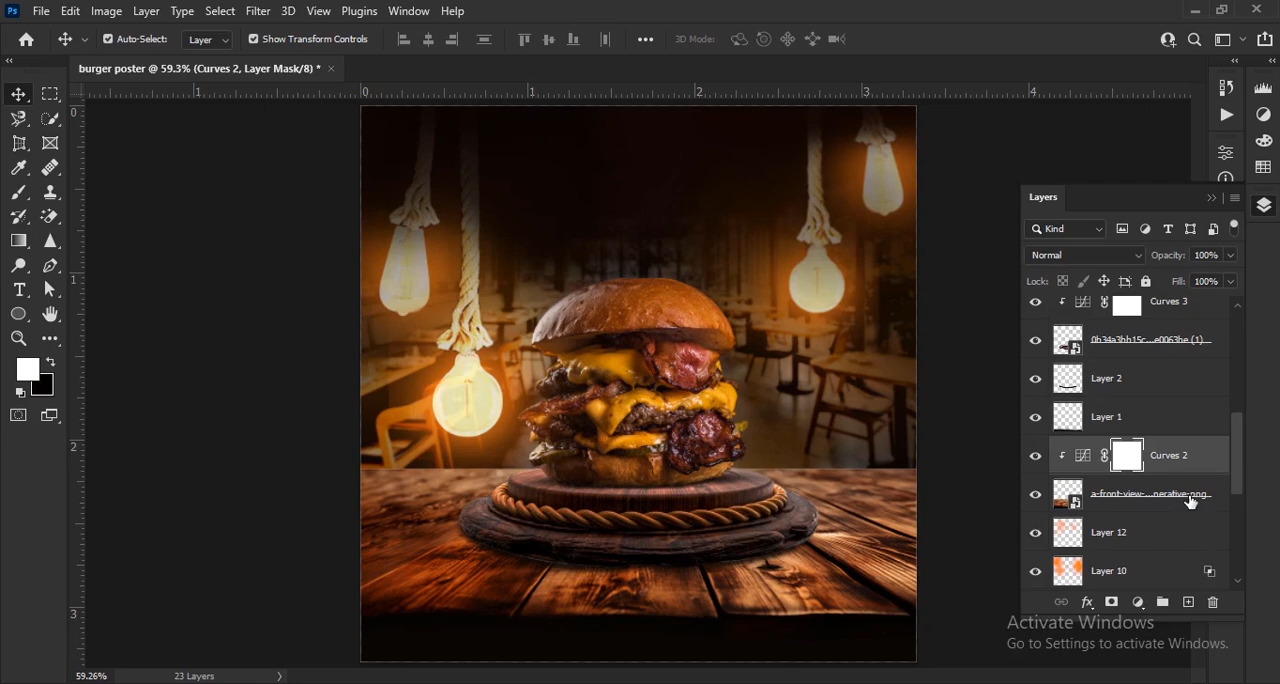 Ps File Edit Image Layer Type Select Filter 3D View Plugins Window Help
Auto-Select: Layer Show Transform Controls 3D Mode:
burger poster @ 59.3% (Curves 2, Layer Mask/8) * ×
1 0 1 2 3 4
0
1
2
3
Layers
Kind
Normal Opacity: 100%
Lock: Fill: 100%
Curves 3
0b34a3bb15c...e0063be (1)
Layer 2
Layer 1
Curves 2
a-front-view-...nerative-png
Layer 12
Layer 10
fx
Activate Windows
Go to Settings to activate Windows.
59.26% 23 Layers